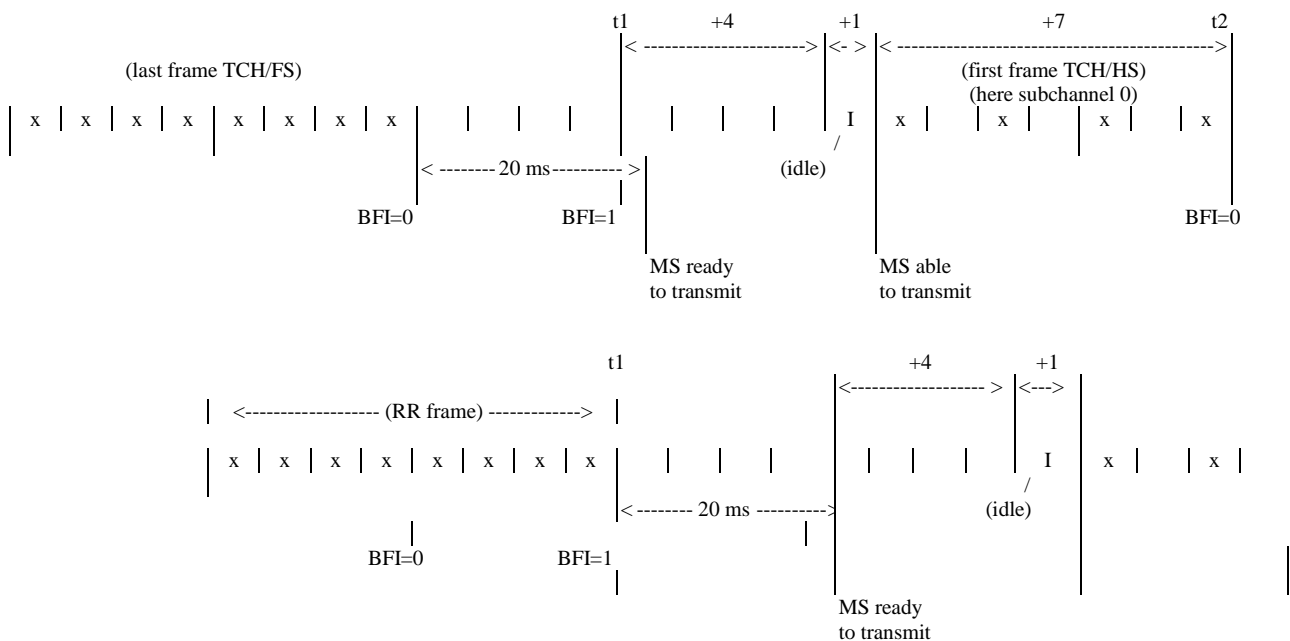 t1 +4 +1 +7 t2
< ----------------------- > <- > < ------------------------------------------ >
(last frame TCH/FS) (first frame TCH/HS)
(here subchannel 0)
x | x | x | x | x | x | x | x I x x x x
/
< -------- 20 ms---------- > (idle)
BFI=0 BFI=1 BFI=0
MS ready MS able
to transmit to transmit
t1 +4 +1
<------------------- > <--->
<------------------- (RR frame) ------------->
x | x | x | x | x | x | x | x I x x
/
< -------- 20 ms ----------> (idle)
BFI=0 BFI=1
MS ready
to transmit